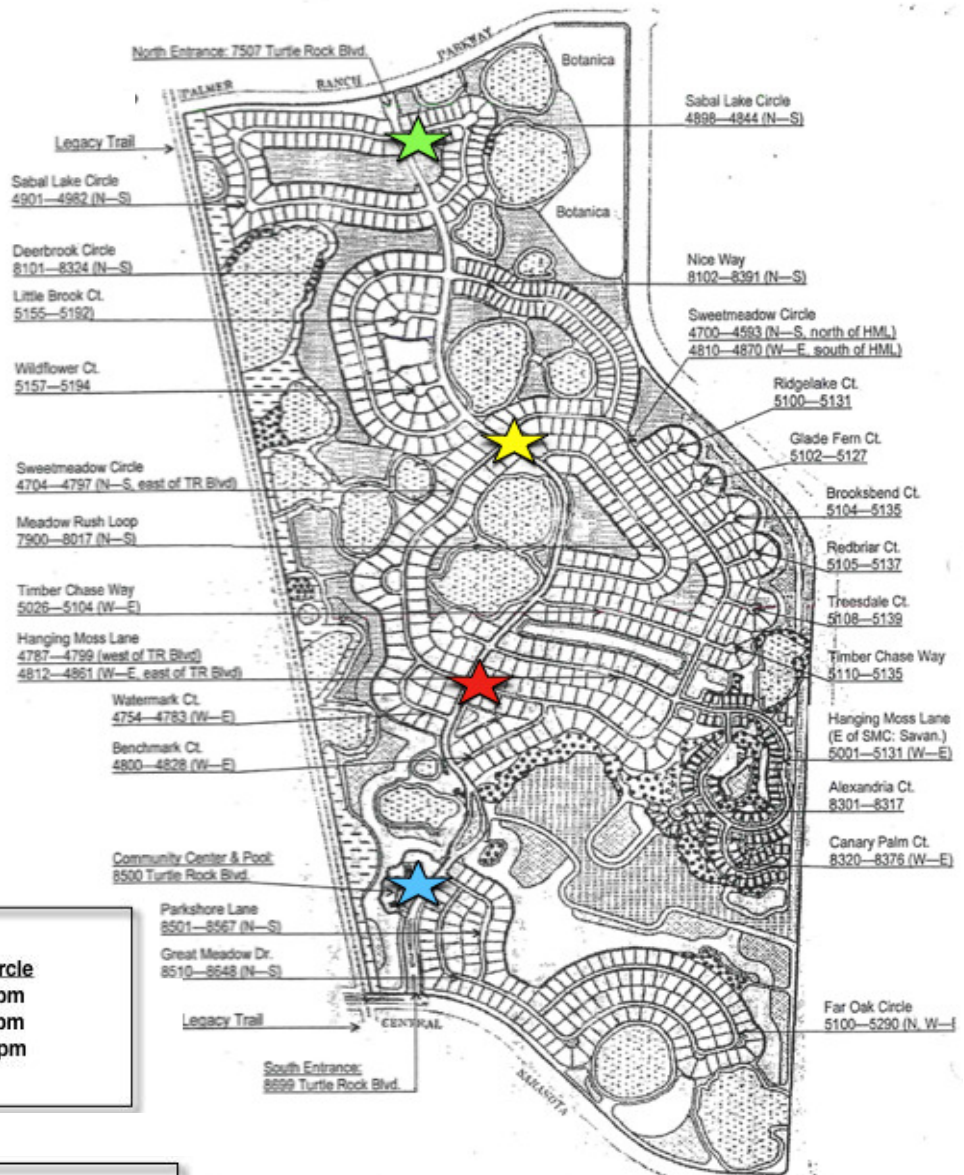 North Entrance: 7507 Turtle Rock Blvd.
PALMER RANCH PARKWAY
Botanica
Sabal Lake Circle
4898—4844 (N—S)
Legacy Trail
Sabal Lake Circle
4901—4982 (N—S)
Botanica
Deerbrook Circle
8101—8324 (N—S)
Nice Way
8102—8391 (N—S)
Little Brook Ct.
5155—5192)
Sweetmeadow Circle
4700—4593 (N—S, north of HML)
4810—4870 (W—E, south of HML)
Wildflower Ct.
5157—5194
Ridgelake Ct.
5100—5131
Glade Fern Ct.
5102—5127
Sweetmeadow Circle
4704—4797 (N—S, east of TR Blvd)
Brooksbend Ct.
5104—5135
Meadow Rush Loop
7900—8017 (N—S)
Redbriar Ct.
5105—5137
Timber Chase Way
5026—5104 (W—E)
Treesdale Ct.
5108—5139
Hanging Moss Lane
4787—4799 (west of TR Blvd)
4812—4861 (W—E, east of TR Blvd)
Timber Chase Way
5110—5135
Watermark Ct.
4754—4783 (W—E)
Hanging Moss Lane
(E of SMC: Savan.)
5001—5131 (W—E)
Benchmark Ct.
4800—4828 (W—E)
Alexandria Ct.
8301—8317
Canary Palm Ct.
8320—8376 (W—E)
Community Center & Pool:
8500 Turtle Rock Blvd.
Parkshore Lane
8501—8567 (N—S)
rcle
pm
pm
pm
Great Meadow Dr.
8510—8648 (N—S)
Far Oak Circle
5100—5290 (N, W—E
Legacy Trail
CENTRAL
SARASOTA
South Entrance:
8699 Turtle Rock Blvd.